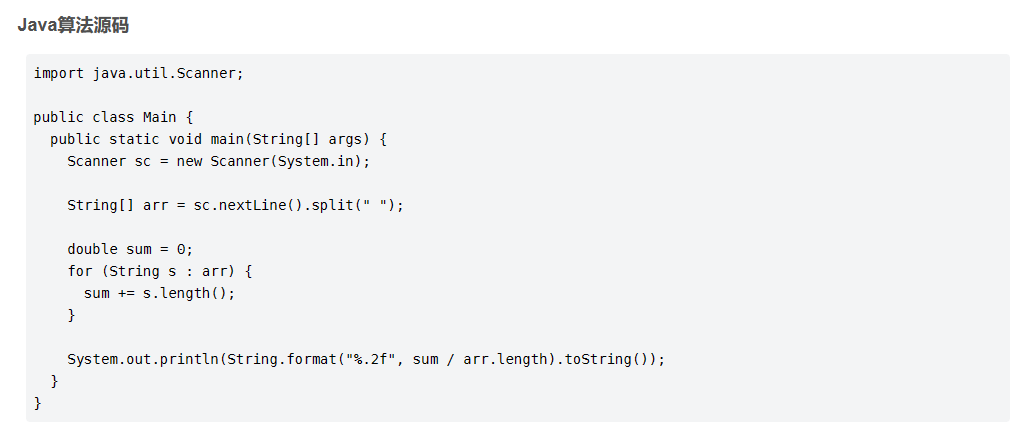 Java算法源码
import java.util.Scanner;
public class Main {
  public static void main(String[] args) {
    Scanner sc = new Scanner(System.in);
    String[] arr = sc.nextLine().split(" ");
    double sum = 0;
    for (String s : arr) {
      sum += s.length();
    }
    System.out.println(String.format("%.2f", sum / arr.length).toString());
  }
}